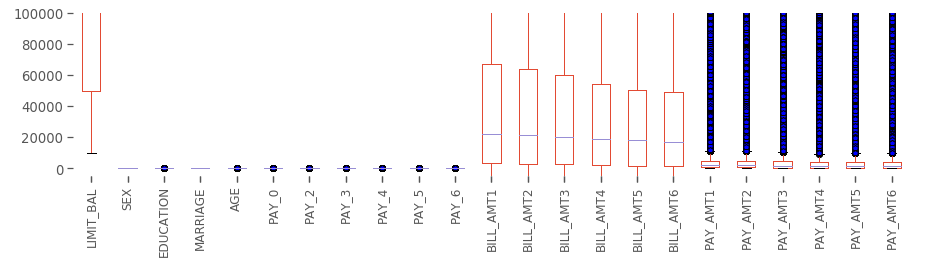 100000
80000
60000
40000
20000
0
LIMIT_BAL
SEX
EDUCATION
MARRIAGE
AGE
PAY_0
PAY_2
PAY_3
PAY_4
PAY_5
PAY_6
BILL_AMT1
BILL_AMT2
BILL_AMT3
BILL_AMT4
BILL_AMT5
BILL_AMT6
PAY_AMT1
PAY_AMT2
PAY_AMT3
PAY_AMT4
PAY_AMT5
PAY_AMT6